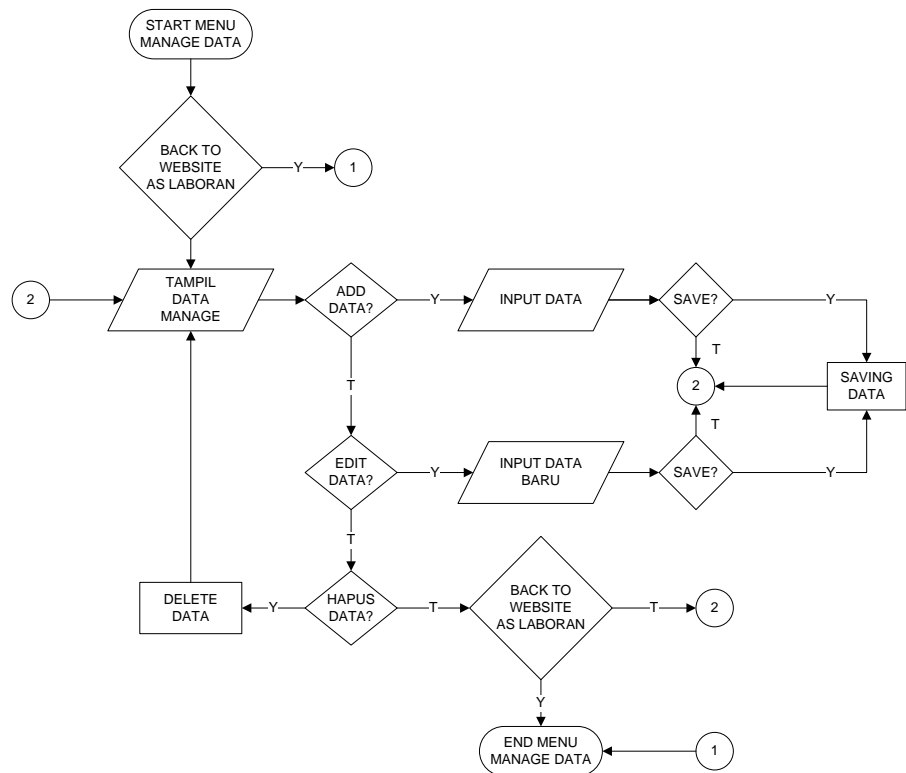 START MENU
MANAGE DATA
BACK TO
WEBSITE
AS LABORAN
Y
1
2
TAMPIL
DATA
MANAGE
ADD
DATA?
Y
INPUT DATA
SAVE?
Y
T
T
2
SAVING
DATA
T
EDIT
DATA?
Y
INPUT DATA
BARU
SAVE?
Y
T
DELETE
DATA
Y
HAPUS
DATA?
T
BACK TO
WEBSITE
AS LABORAN
T
2
Y
END MENU
MANAGE DATA
1